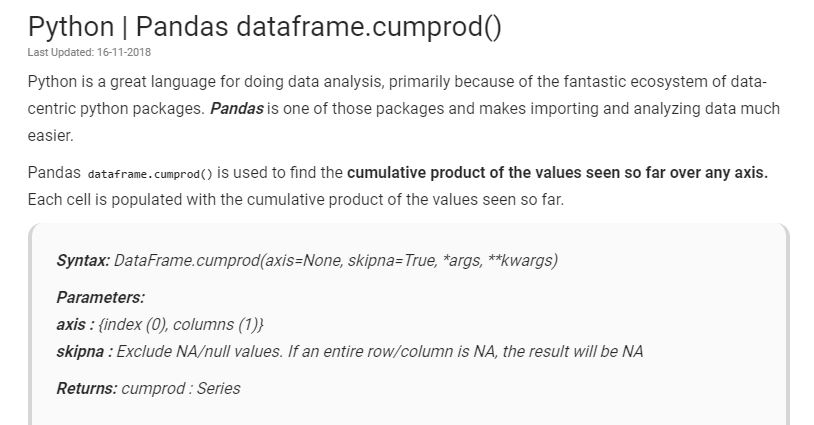 Python | Pandas dataframe.cumprod()
Last Updated: 16-11-2018
Python is a great language for doing data analysis, primarily because of the fantastic ecosystem of data-
centric python packages. Pandas is one of those packages and makes importing and analyzing data much
easier.
Pandas dataframe.cumprod() is used to find the cumulative product of the values seen so far over any axis.
Each cell is populated with the cumulative product of the values seen so far.
Syntax: DataFrame.cumprod(axis=None, skipna=True, *args, **kwargs)
Parameters:
axis : {index (0), columns (1)}
skipna : Exclude NA/null values. If an entire row/column is NA, the result will be NA
Returns: cumprod : Series